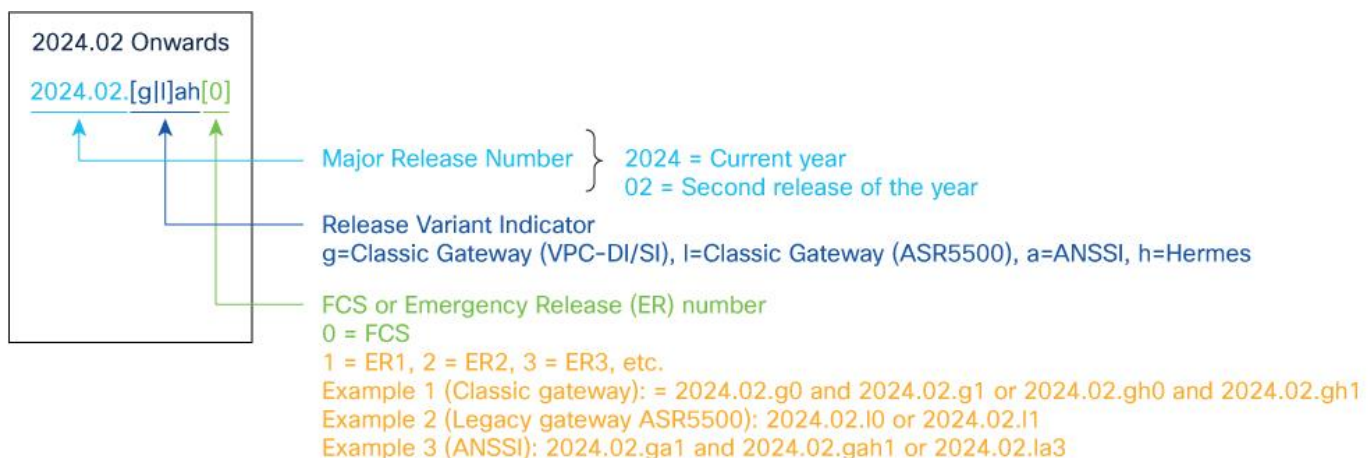 2024.02 Onwards
2024.02.[g|l]ah[0]
Major Release Number } 2024 = Current year
02 = Second release of the year
Release Variant Indicator
g=Classic Gateway (VPC-DI/SI), l=Classic Gateway (ASR5500), a=ANSSI, h=Hermes
FCS or Emergency Release (ER) number
0 = FCS
1 = ER1, 2 = ER2, 3 = ER3, etc.
Example 1 (Classic gateway): = 2024.02.g0 and 2024.02.g1 or 2024.02.gh0 and 2024.02.gh1
Example 2 (Legacy gateway ASR5500): 2024.02.l0 or 2024.02.l1
Example 3 (ANSSI): 2024.02.ga1 and 2024.02.gah1 or 2024.02.la3